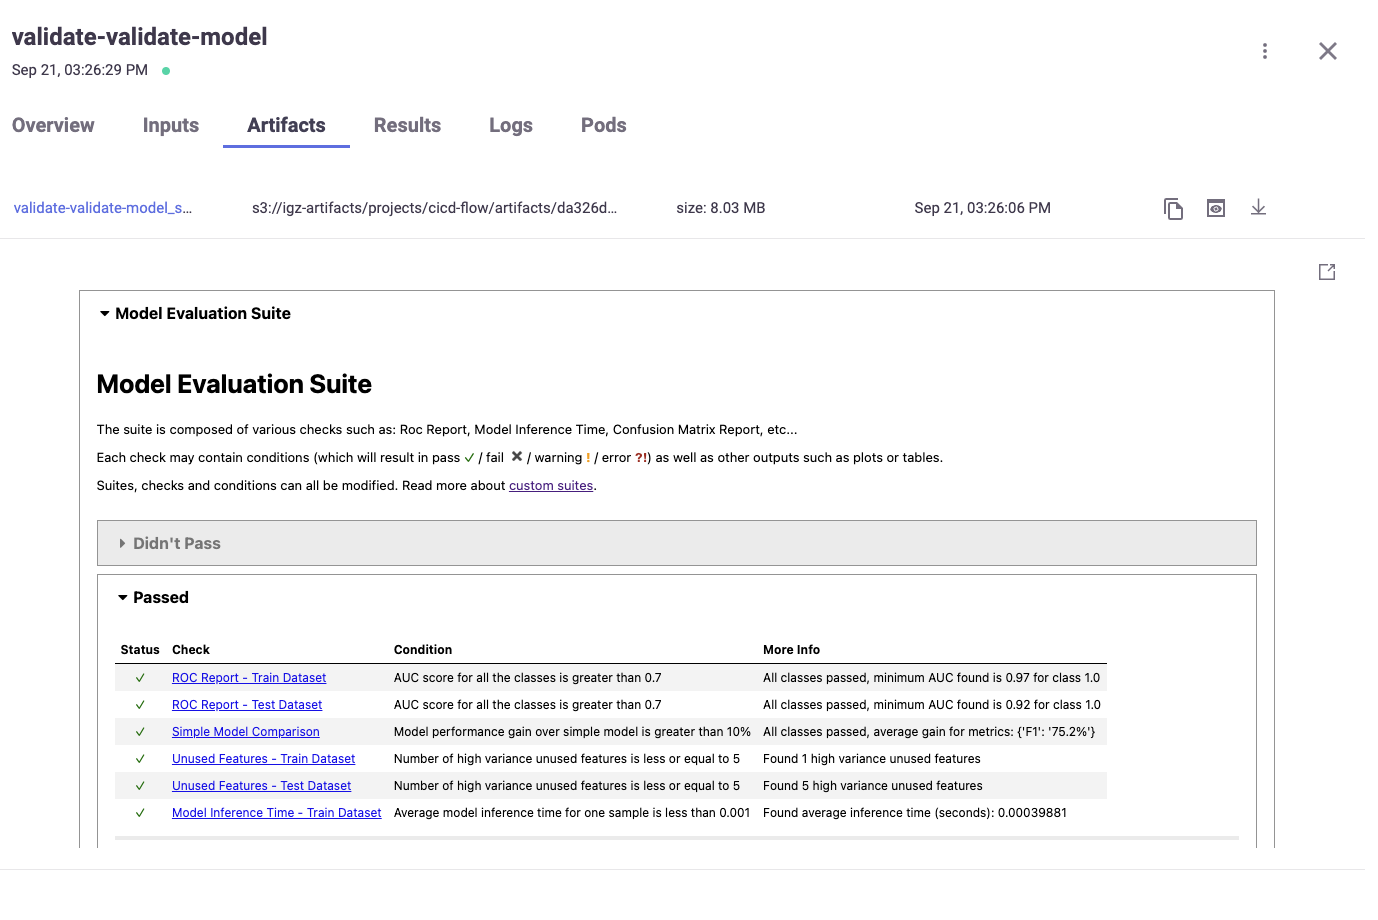 validate-validate-model
Sep 21, 03:26:29 PM
Overview Inputs Artifacts Results Logs Pods
validate-validate-model_s... s3://igz-artifacts/projects/cicd-flow/artifacts/da326d... size: 8.03 MB Sep 21, 03:26:06 PM
Model Evaluation Suite
Model Evaluation Suite
The suite is composed of various checks such as: Roc Report, Model Inference Time, Confusion Matrix Report, etc...
Each check may contain conditions (which will result in pass ✓ / fail ✖ / warning ! / error ?!) as well as other outputs such as plots or tables.
Suites, checks and conditions can all be modified. Read more about custom suites.
Didn't Pass
Passed
Status Check Condition More Info
✓ ROC Report - Train Dataset AUC score for all the classes is greater than 0.7 All classes passed, minimum AUC found is 0.97 for class 1.0
✓ ROC Report - Test Dataset AUC score for all the classes is greater than 0.7 All classes passed, minimum AUC found is 0.92 for class 1.0
✓ Simple Model Comparison Model performance gain over simple model is greater than 10% All classes passed, average gain for metrics: {'F1': '75.2%'}
✓ Unused Features - Train Dataset Number of high variance unused features is less or equal to 5 Found 1 high variance unused features
✓ Unused Features - Test Dataset Number of high variance unused features is less or equal to 5 Found 5 high variance unused features
✓ Model Inference Time - Train Dataset Average model inference time for one sample is less than 0.001 Found average inference time (seconds): 0.00039881